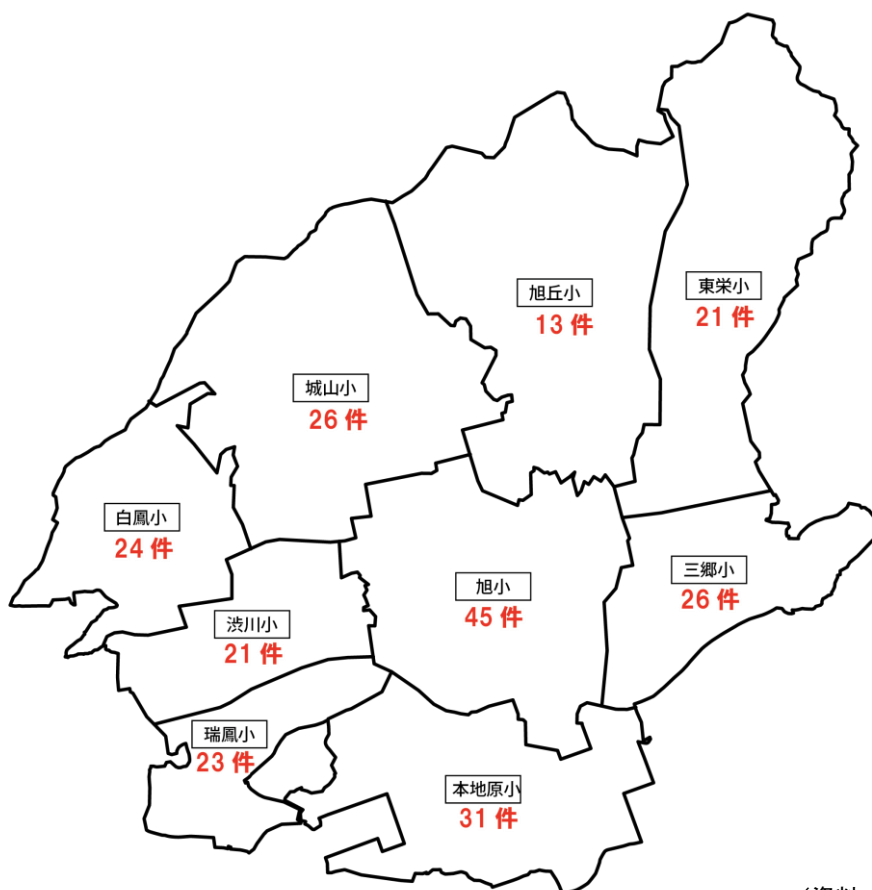 東栄小
21 件
旭丘小
13 件
城山小
26 件
白鳳小
24 件
三郷小
26 件
旭小
45 件
渋川小
21 件
瑞鳳小
23 件
本地原小
31 件